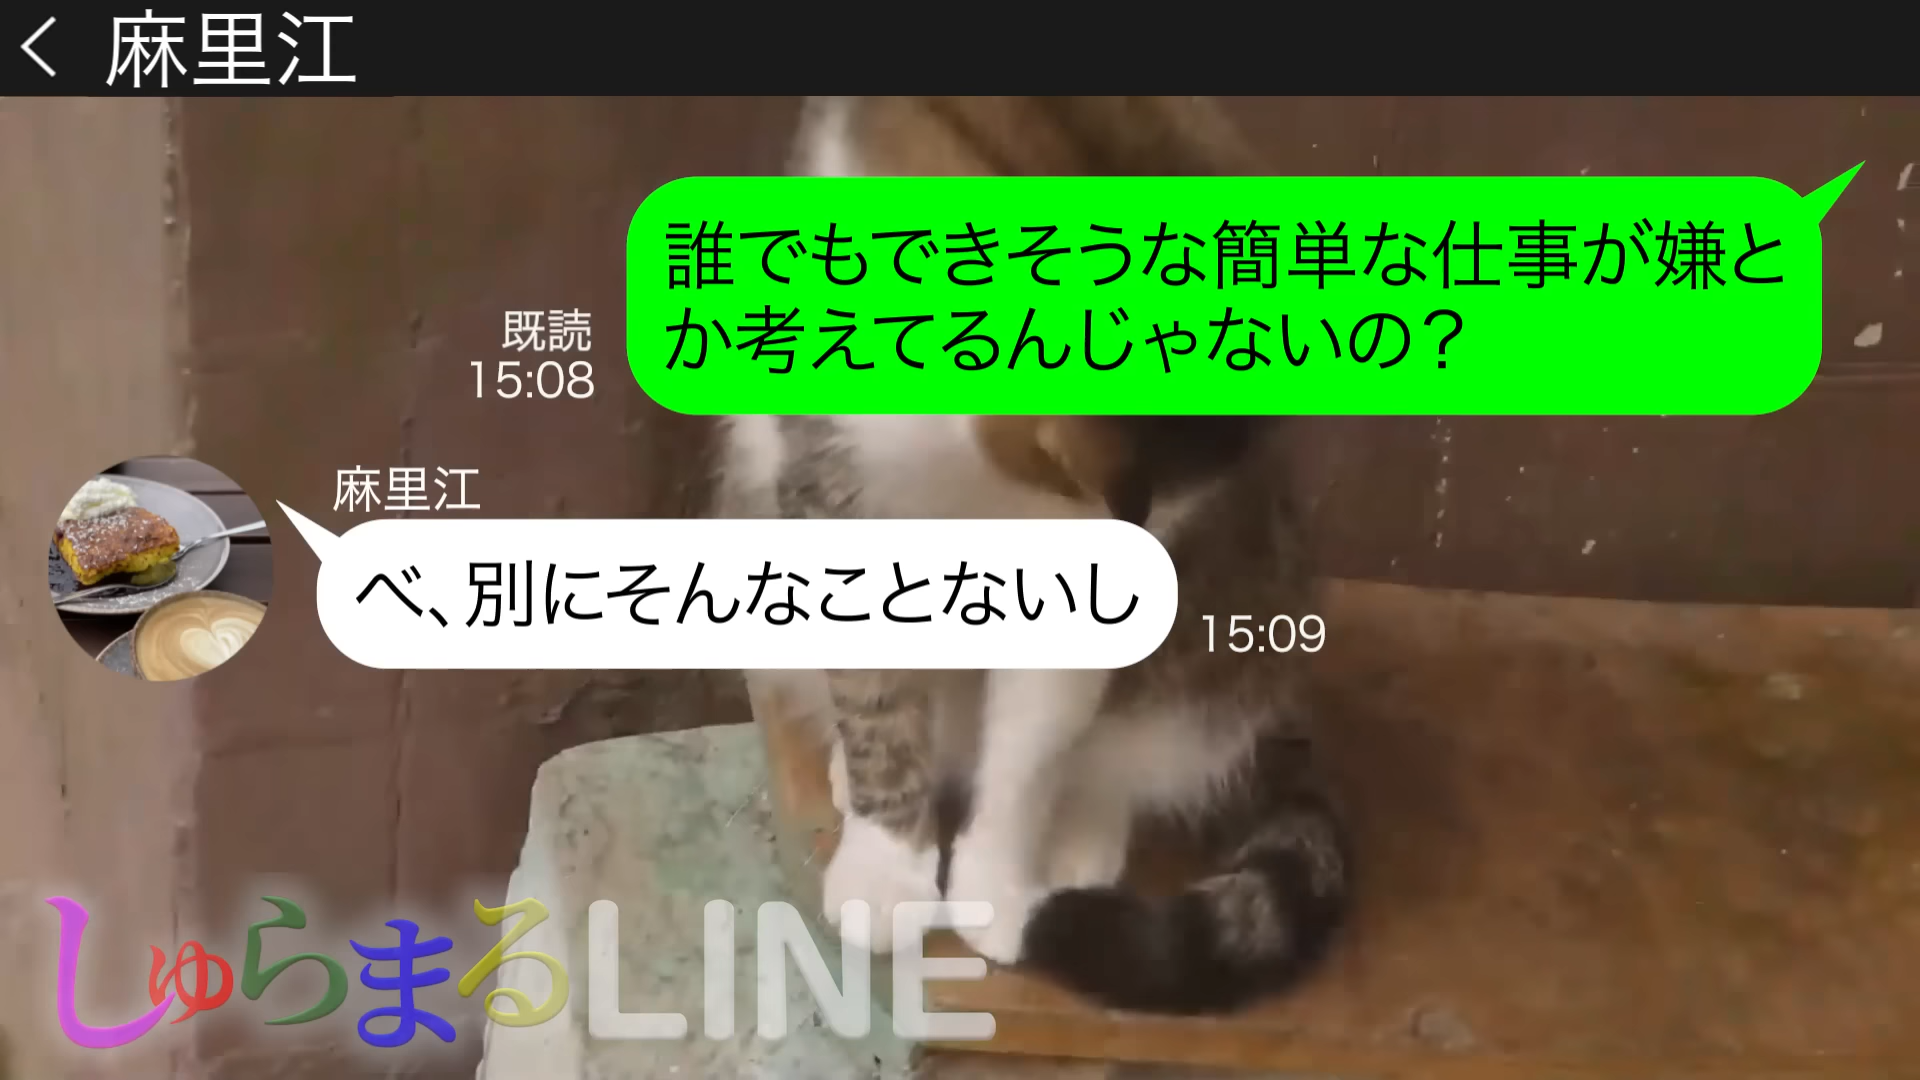 麻里江
誰でもできそうな簡単な仕事が嫌と
か考えてるんじゃないの？
既読
15:08
麻里江
べ、別にそんなことないし
15:09
しゅらまるLINE